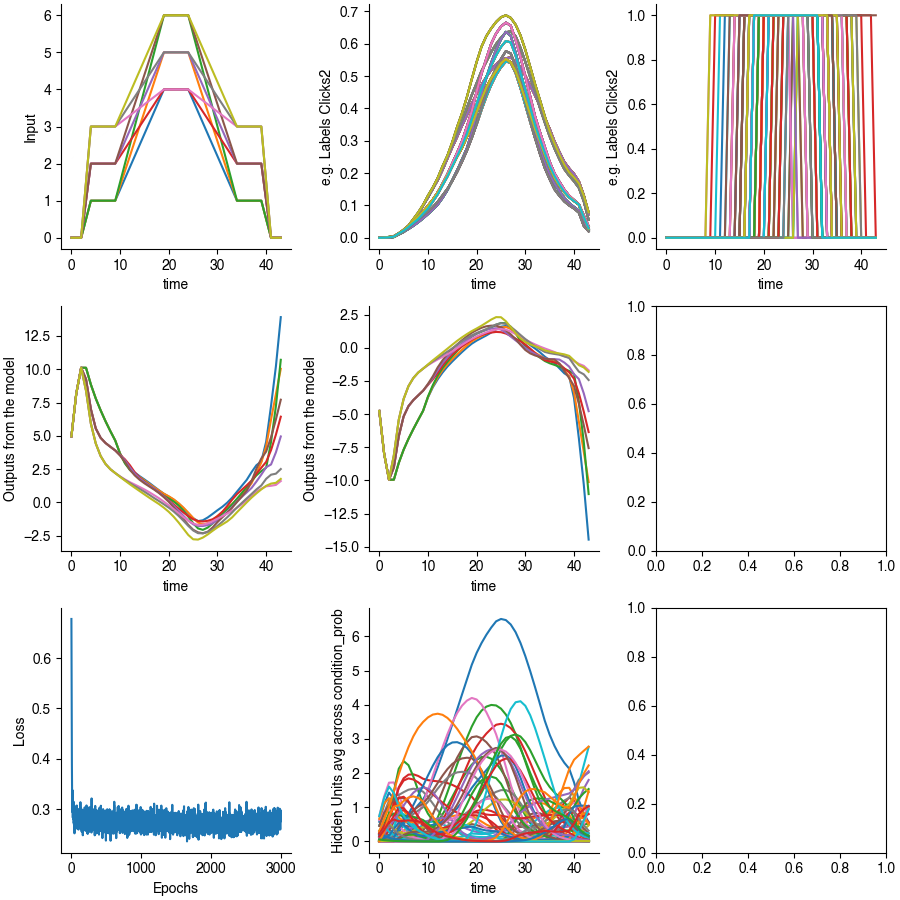 6
5
4
3
2
1
0
Input
0 10 20 30 40
time
0.7
0.6
0.5
0.4
0.3
0.2
0.1
0.0
e.g. Labels Clicks2
0 10 20 30 40
time
1.0
0.8
0.6
0.4
0.2
0.0
e.g. Labels Clicks2
0 10 20 30 40
time
12.5
10.0
7.5
5.0
2.5
0.0
−2.5
Outputs from the model
0 10 20 30 40
time
2.5
0.0
−2.5
−5.0
−7.5
−10.0
−12.5
−15.0
Outputs from the model
0 10 20 30 40
time
1.0
0.8
0.6
0.4
0.2
0.0
0.0 0.2 0.4 0.6 0.8 1.0
0.6
0.5
0.4
0.3
Loss
0 1000 2000 3000
Epochs
6
5
4
3
2
1
0
Hidden Units avg across condition_prob
0 10 20 30 40
time
1.0
0.8
0.6
0.4
0.2
0.0
0.0 0.2 0.4 0.6 0.8 1.0